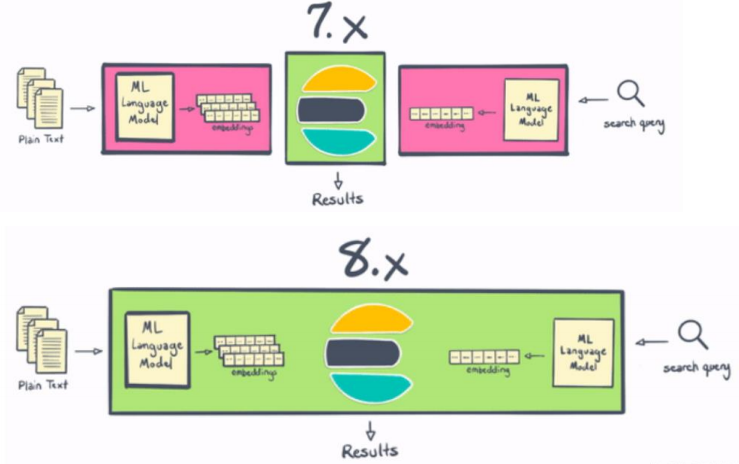 7.x
ML
Language
Model
embeddings
Plain Text
embedding
ML
Language
Model
search query
Results
8.x
ML
Language
Model
embeddings
Plain Text
embedding
ML
Language
Model
search query
Results